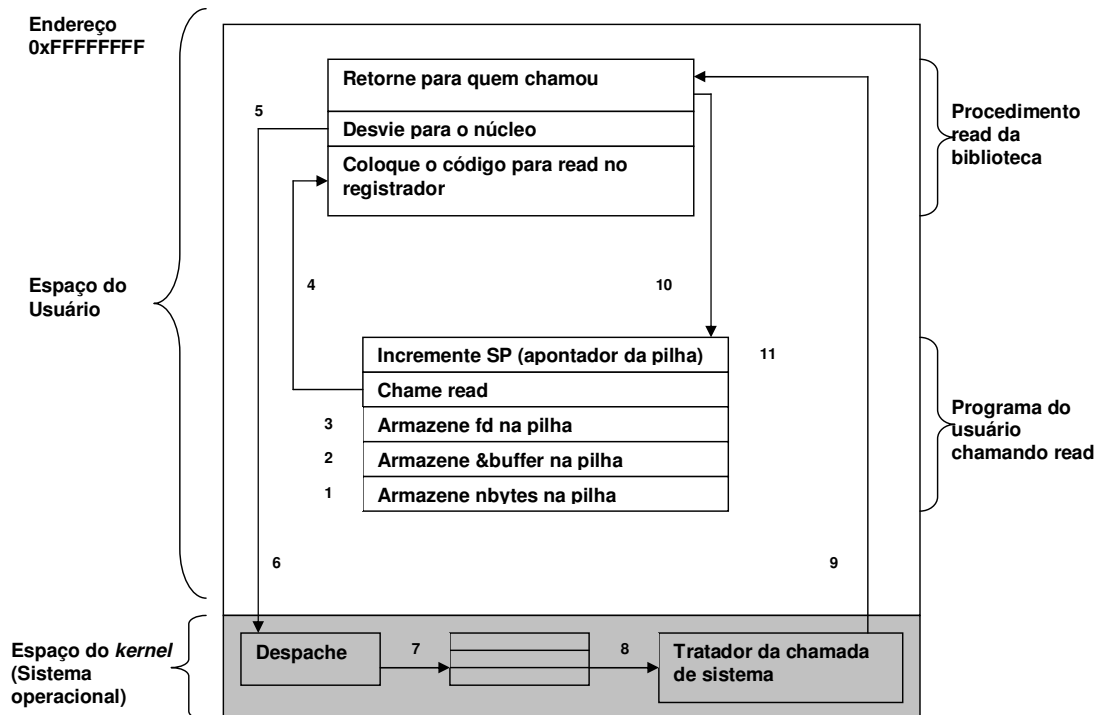 Endereço
0xFFFFFFFF
Retorne para quem chamou
5
Desvie para o núcleo
Coloque o código para read no
registrador
Procedimento
read da
biblioteca
Espaço do
Usuário
4
10
Incremente SP (apontador da pilha)
11
Chame read
3
Armazene fd na pilha
2
Armazene &buffer na pilha
1
Armazene nbytes na pilha
Programa do
usuário
chamando read
6
9
Espaço do kernel
(Sistema
operacional)
Despache
7
8
Tratador da chamada
de sistema